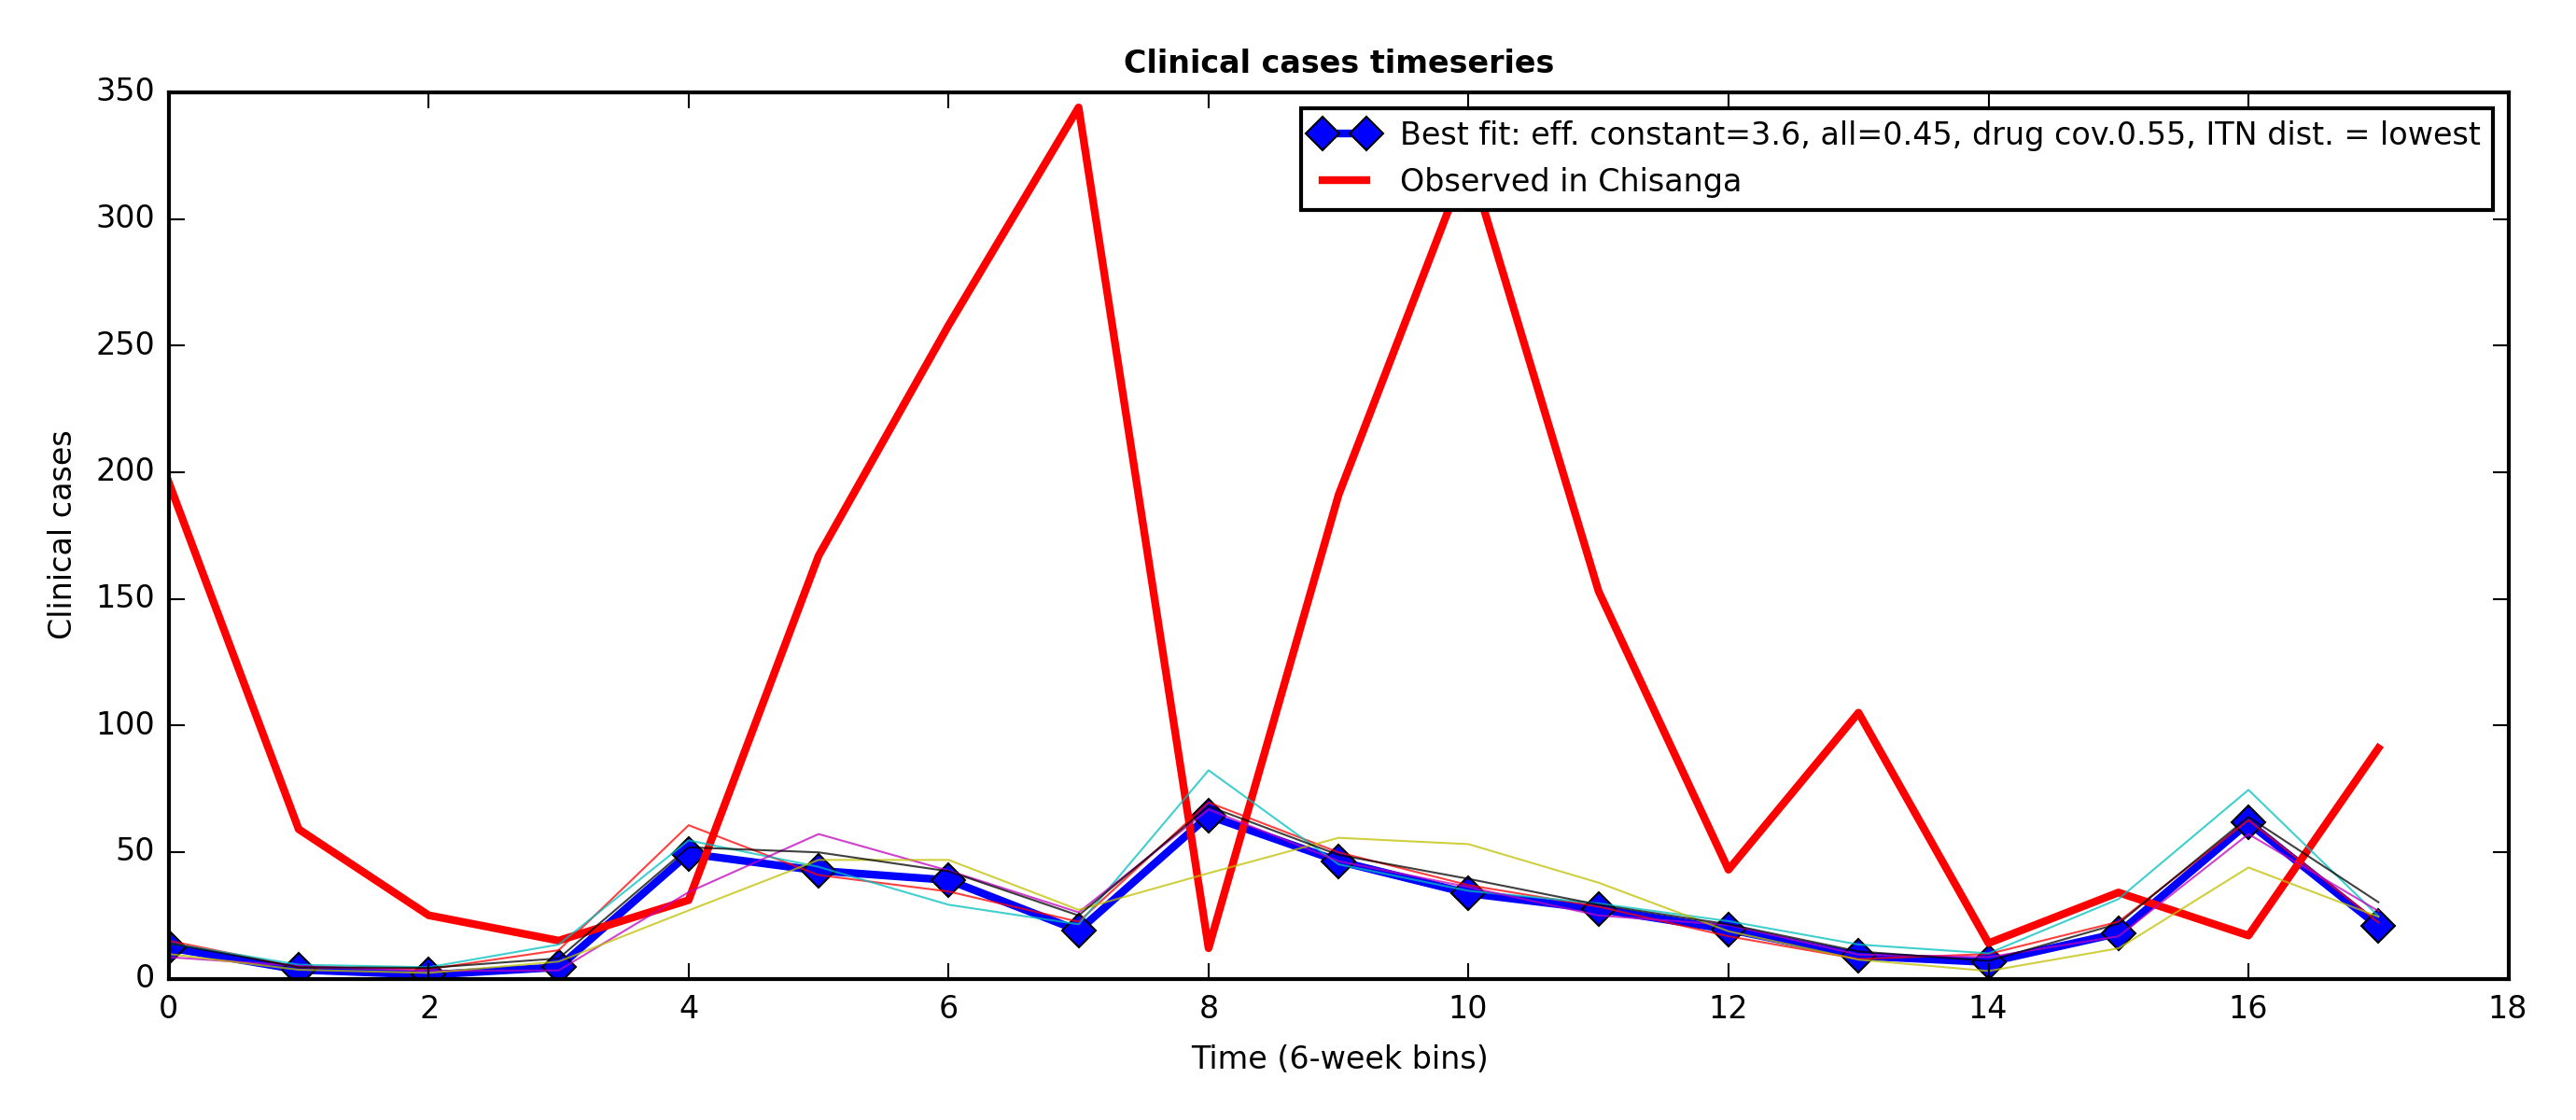 Clinical cases timeseries
350
300
250
200
150
100
50
0
Clinical cases
Best fit: eff. constant=3.6, all=0.45, drug cov.0.55, ITN dist. = lowest
Observed in Chisanga
0 2 4 6 8 10 12 14 16 18
Time (6-week bins)